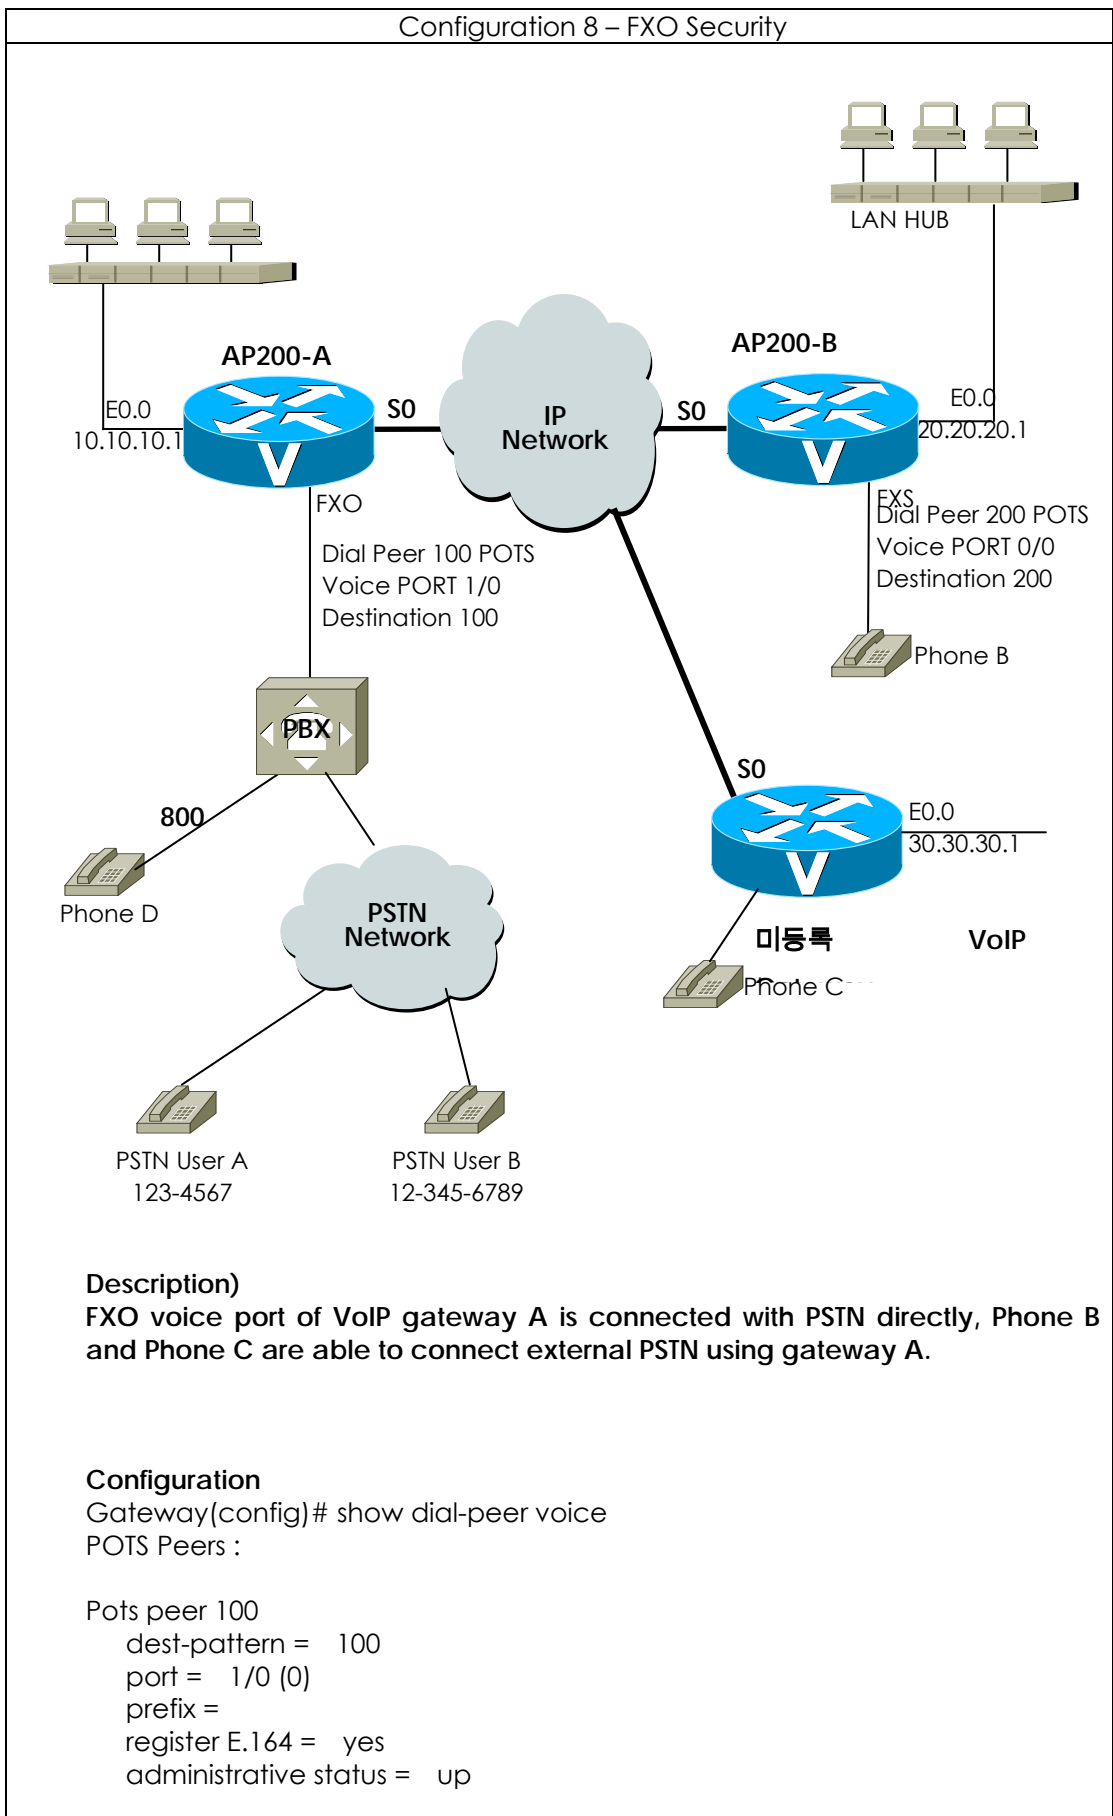 Configuration 8 – FXO Security
LAN HUB
AP200-A
AP200-B
E0.0
10.10.10.1
S0
IP
Network
S0
E0.0
20.20.20.1
FXO
Dial Peer 100 POTS
Voice PORT 1/0
Destination 100
FXS
Dial Peer 200 POTS
Voice PORT 0/0
Destination 200
Phone B
PBX
800
Phone D
S0
E0.0
30.30.30.1
PSTN
Network
미등록 VoIP
Phone C
PSTN User A
123-4567
PSTN User B
12-345-6789
Description)
FXO voice port of VoIP gateway A is connected with PSTN directly, Phone B
and Phone C are able to connect external PSTN using gateway A.
Configuration
Gateway(config)# show dial-peer voice
POTS Peers :
Pots peer 100
dest-pattern = 100
port = 1/0 (0)
prefix =
register E.164 = yes
administrative status = up